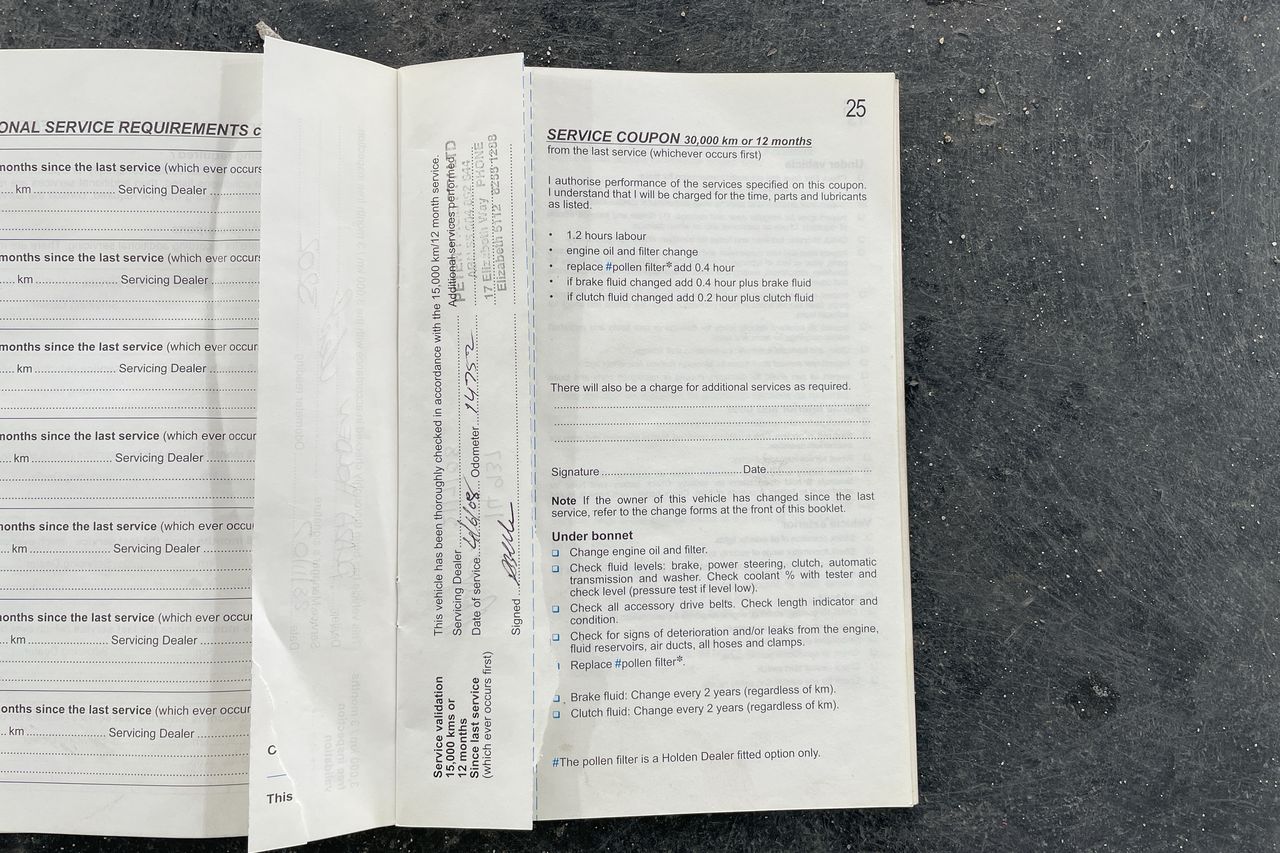 ONAL SERVICE REQUIREMENTS c
months since the last service (which ever occurs
km Servicing Dealer
months since the last service (which ever occurs
km Servicing Dealer
months since the last service (which ever occur
km Servicing Dealer
months since the last service (which ever occur
km Servicing Dealer
months since the last service (which ever occu
km Servicing Dealer
months since the last service (which ever occu
km Servicing Dealer
onths since the last service (which ever occur
km Servicing Dealer
C
This
Service validation
15,000 kms or
12 months
Since last service
(which ever occurs first)
This vehicle has been thoroughly checked in accordance with the 15,000 km/12 month service.
Servicing Dealer Additional services performed
Date of service 4/6/08 Odometer 14752
Signed
17 Elizabeth Way PHONE
Elizabeth 5112 8255 1288
25
SERVICE COUPON 30,000 km or 12 months
from the last service (whichever occurs first)
I authorise performance of the services specified on this coupon.
I understand that I will be charged for the time, parts and lubricants
as listed.
• 1.2 hours labour
• engine oil and filter change
• replace #pollen filter* add 0.4 hour
• if brake fluid changed add 0.4 hour plus brake fluid
• if clutch fluid changed add 0.2 hour plus clutch fluid
There will also be a charge for additional services as required.
Signature Date
Note If the owner of this vehicle has changed since the last
service, refer to the change forms at the front of this booklet.
Under bonnet
❑ Change engine oil and filter.
❑ Check fluid levels: brake, power steering, clutch, automatic
transmission and washer. Check coolant % with tester and
check level (pressure test if level low).
❑ Check all accessory drive belts. Check length indicator and
condition.
❑ Check for signs of deterioration and/or leaks from the engine,
fluid reservoirs, air ducts, all hoses and clamps.
Replace #pollen filter*.
❑ Brake fluid: Change every 2 years (regardless of km).
❑ Clutch fluid: Change every 2 years (regardless of km).
#The pollen filter is a Holden Dealer fitted option only.